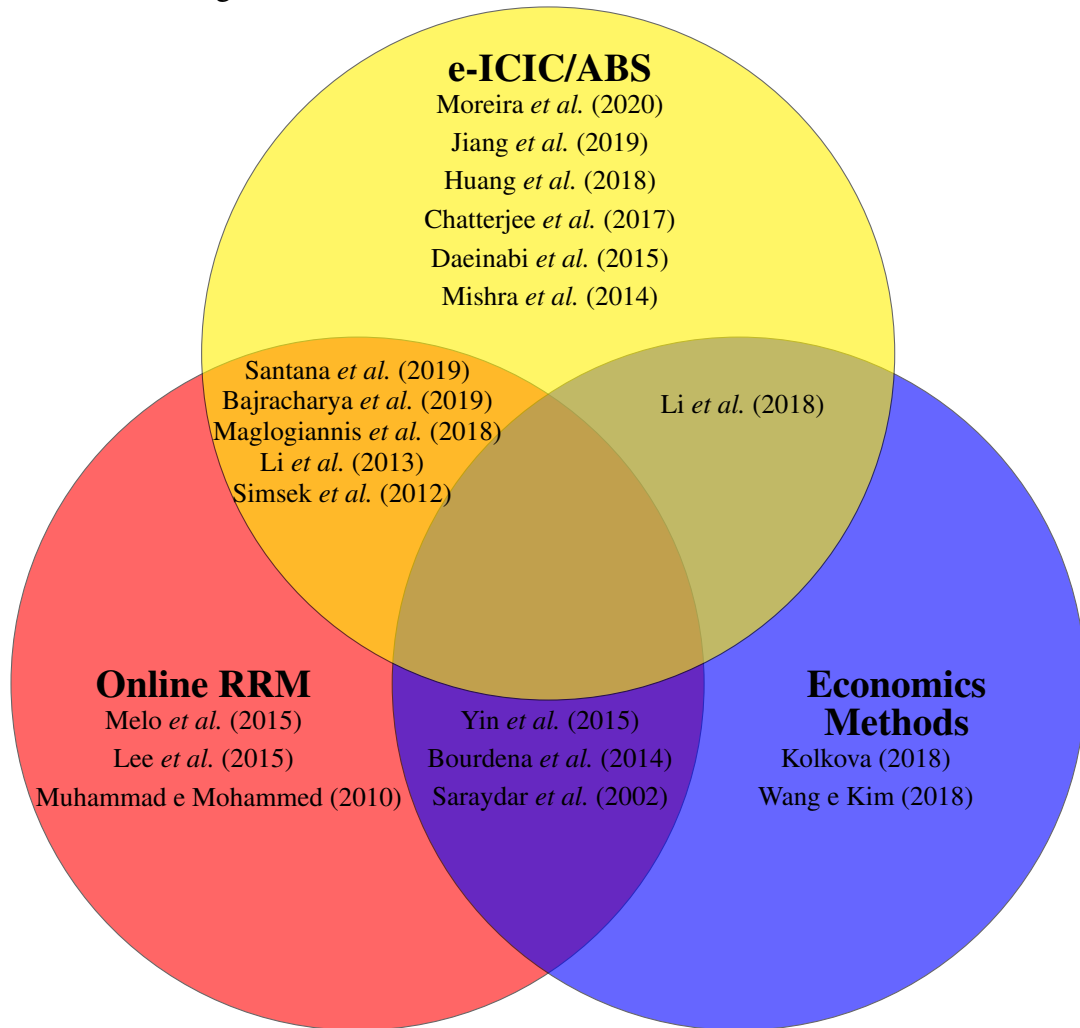 e-ICIC/ABS
Moreira et al. (2020)
Jiang et al. (2019)
Huang et al. (2018)
Chatterjee et al. (2017)
Daeinabi et al. (2015)
Mishra et al. (2014)
Santana et al. (2019)
Bajracharya et al. (2019)
Maglogiannis et al. (2018)
Li et al. (2013)
Simsek et al. (2012)
Li et al. (2018)
Online RRM
Melo et al. (2015)
Lee et al. (2015)
Muhammad e Mohammed (2010)
Yin et al. (2015)
Bourdena et al. (2014)
Saraydar et al. (2002)
Economics
Methods
Kolkova (2018)
Wang e Kim (2018)